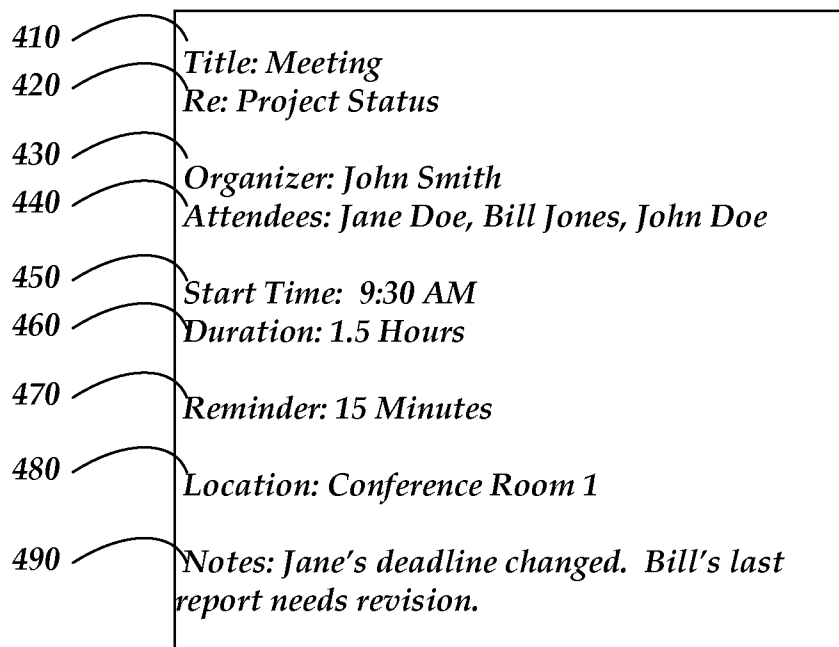 410
Title: Meeting
420
Re: Project Status
430
Organizer: John Smith
440
Attendees: Jane Doe, Bill Jones, John Doe
450
Start Time:  9:30 AM
460
Duration: 1.5 Hours
470
Reminder: 15 Minutes
480
Location: Conference Room 1
490
Notes: Jane's deadline changed.  Bill's last
report needs revision.